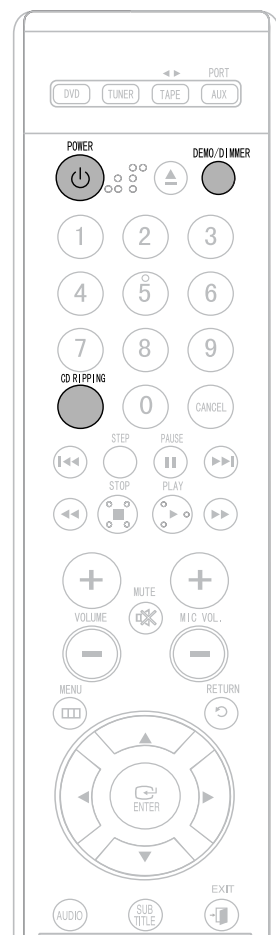 PORT
DVD TUNER TAPE AUX
POWER
DEMO/DIMMER
1 2 3
4 5 6
7 8 9
CD RIPPING
0 CANCEL
STEP PAUSE
STOP PLAY
MUTE
VOLUME MIC VOL.
MENU RETURN
ENTER
EXIT
AUDIO SUB TITLE